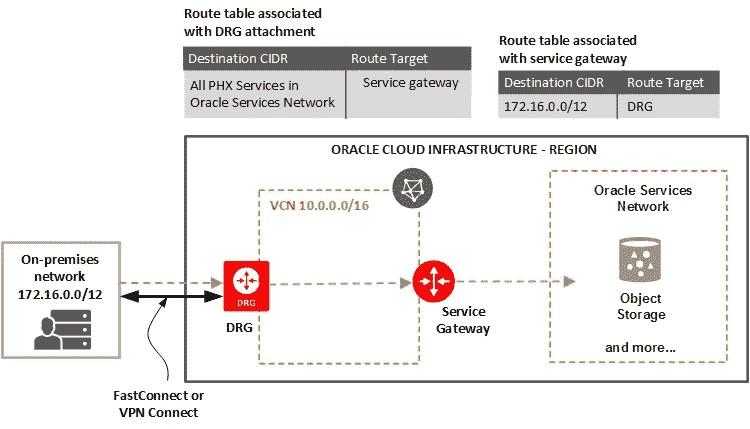 Route table associated
with DRG attachment
Destination CIDR Route Target
All PHX Services in
Oracle Services Network
Service gateway
Route table associated
with service gateway
Destination CIDR Route Target
172.16.0.0/12 DRG
ORACLE CLOUD INFRASTRUCTURE - REGION
VCN 10.0.0.0/16
Oracle Services
Network
On-premises
network
172.16.0.0/12
DRG
DRG
Service
Gateway
Object
Storage
and more...
FastConnect or
VPN Connect